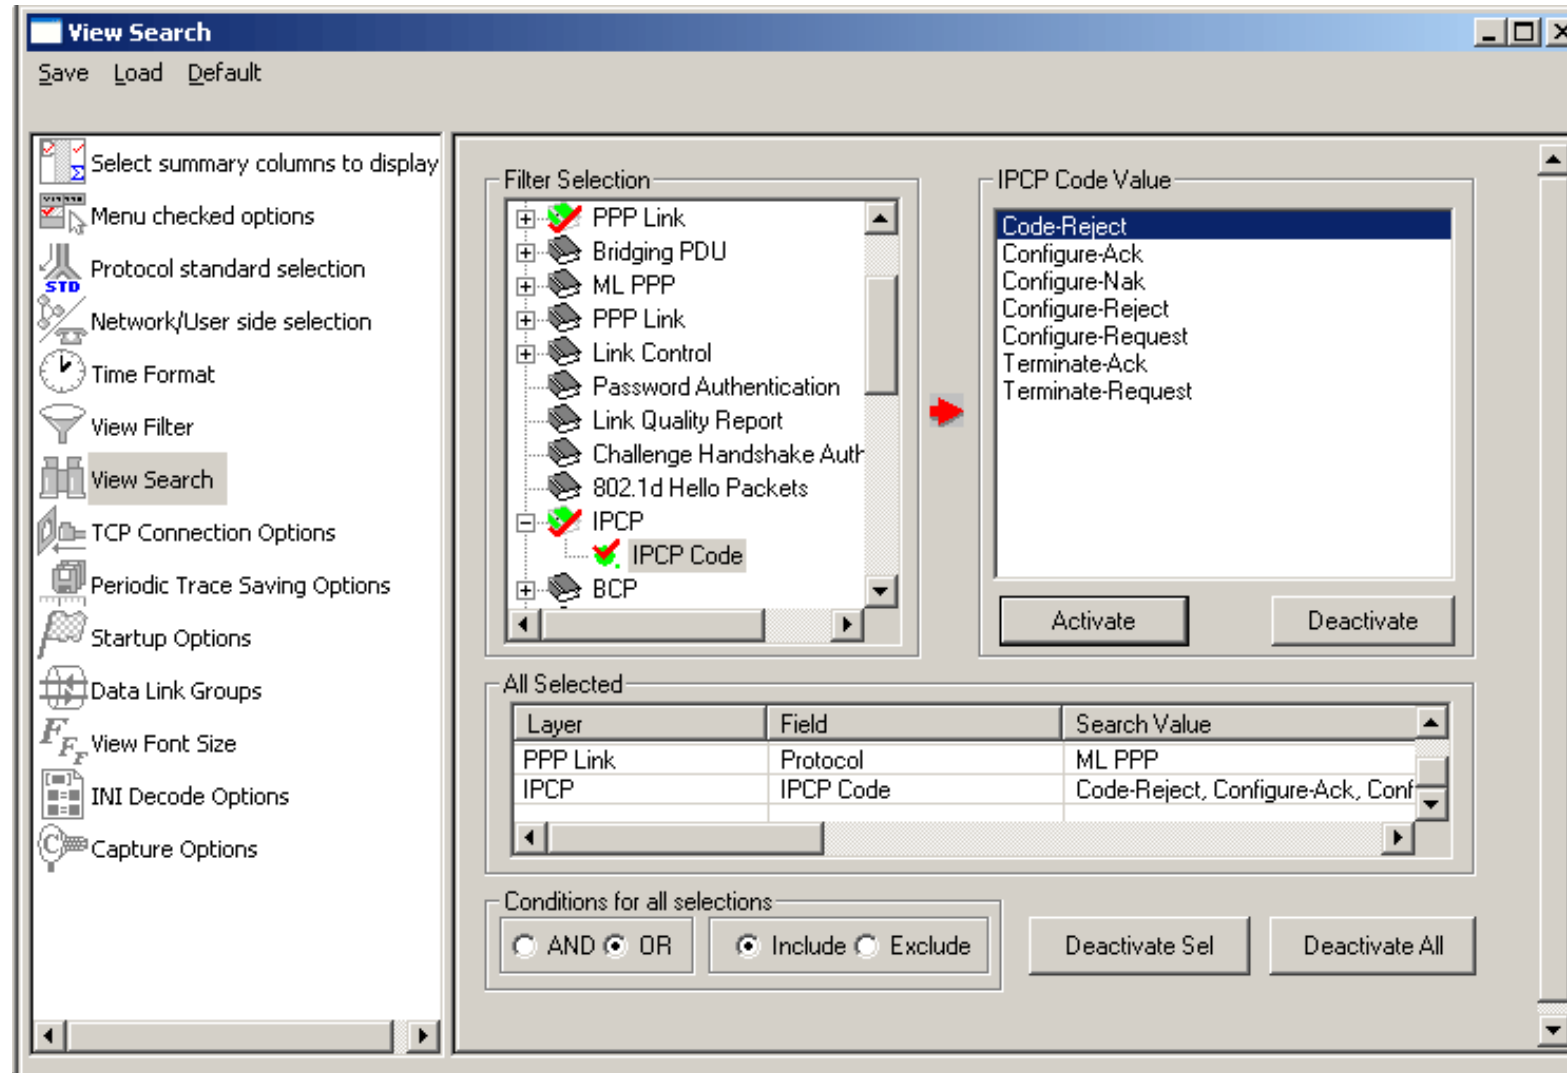 View Search
Save Load Default
Select summary columns to display
Menu checked options
Protocol standard selection
STD
Network/User side selection
Time Format
View Filter
View Search
TCP Connection Options
Periodic Trace Saving Options
Startup Options
Data Link Groups
View Font Size
INI Decode Options
Capture Options
Filter Selection
PPP Link
Bridging PDU
ML PPP
PPP Link
Link Control
Password Authentication
Link Quality Report
Challenge Handshake Auth
802.1d Hello Packets
IPCP
IPCP Code
BCP
IPCP Code Value
Code-Reject
Configure-Ack
Configure-Nak
Configure-Reject
Configure-Request
Terminate-Ack
Terminate-Request
Activate Deactivate
All Selected
Layer Field Search Value
PPP Link Protocol ML PPP
IPCP IPCP Code Code-Reject, Configure-Ack, Conf
Conditions for all selections
AND OR Include Exclude
Deactivate Sel Deactivate All